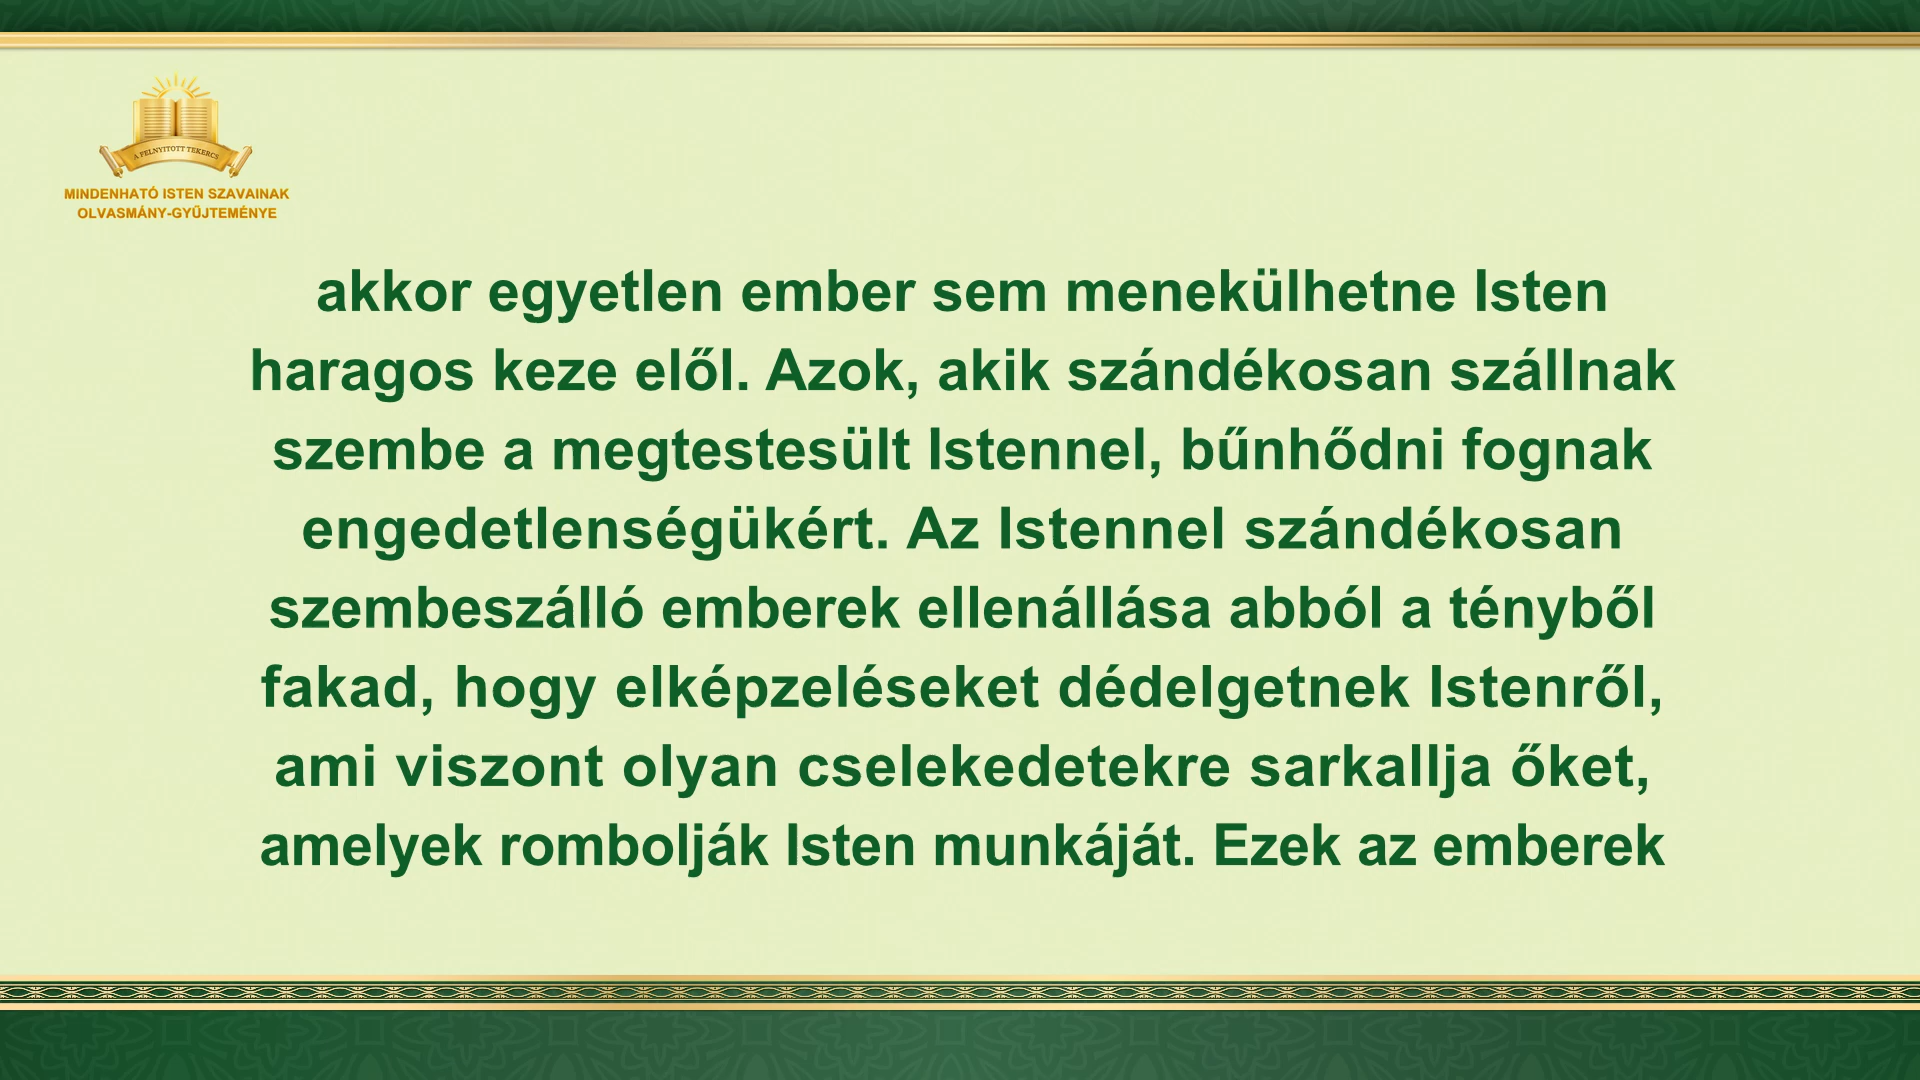 A FELNYITOTT TEKERCS
MINDENHATÓ ISTEN SZAVAINAK
OLVASMÁNY-GYŰJTEMÉNYE
akkor egyetlen ember sem menekülhetne Isten
haragos keze elől. Azok, akik szándékosan szállnak
szembe a megtestesült Istennel, bűnhődni fognak
engedetlenségükért. Az Istennel szándékosan
szembeszálló emberek ellenállása abból a tényből
fakad, hogy elképzeléseket dédelgetnek Istenről,
ami viszont olyan cselekedetekre sarkallja őket,
amelyek rombolják Isten munkáját. Ezek az emberek